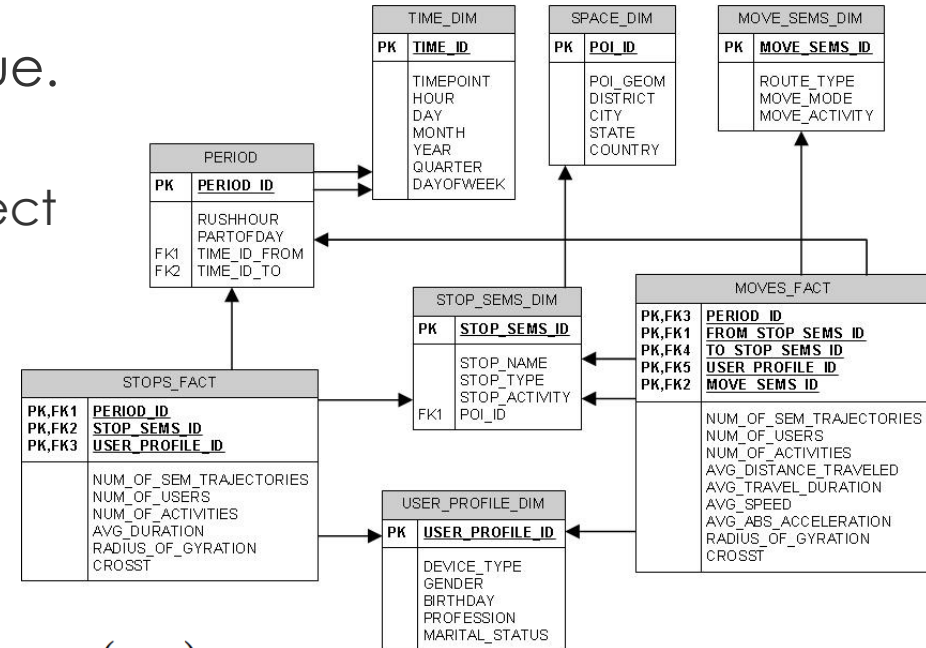 ue.
ect
TIME_DIM
PK TIME_ID
TIMEPOINT
HOUR
DAY
MONTH
YEAR
QUARTER
DAYOFWEEK
SPACE_DIM
PK POI_ID
POI_GEOM
DISTRICT
CITY
STATE
COUNTRY
MOVE_SEMS_DIM
PK MOVE_SEMS_ID
ROUTE_TYPE
MOVE_MODE
MOVE_ACTIVITY
PERIOD
PK PERIOD_ID
RUSHHOUR
PARTOFDAY
FK1 TIME_ID_FROM
FK2 TIME_ID_TO
STOP_SEMS_DIM
PK STOP_SEMS_ID
STOP_NAME
STOP_TYPE
STOP_ACTIVITY
FK1 POI_ID
MOVES_FACT
PK,FK3 PERIOD_ID
PK,FK1 FROM_STOP_SEMS_ID
PK,FK4 TO_STOP_SEMS_ID
PK,FK5 USER_PROFILE_ID
PK,FK2 MOVE_SEMS_ID
NUM_OF_SEM_TRAJECTORIES
NUM_OF_USERS
NUM_OF_ACTIVITIES
AVG_DISTANCE_TRAVELED
AVG_TRAVEL_DURATION
AVG_SPEED
AVG_ABS_ACCELERATION
RADIUS_OF_GYRATION
CROSST
STOPS_FACT
PK,FK1 PERIOD_ID
PK,FK2 STOP_SEMS_ID
PK,FK3 USER_PROFILE_ID
NUM_OF_SEM_TRAJECTORIES
NUM_OF_USERS
NUM_OF_ACTIVITIES
AVG_DURATION
RADIUS_OF_GYRATION
CROSST
USER_PROFILE_DIM
PK USER_PROFILE_ID
DEVICE_TYPE
GENDER
BIRTHDAY
PROFESSION
MARITAL_STATUS